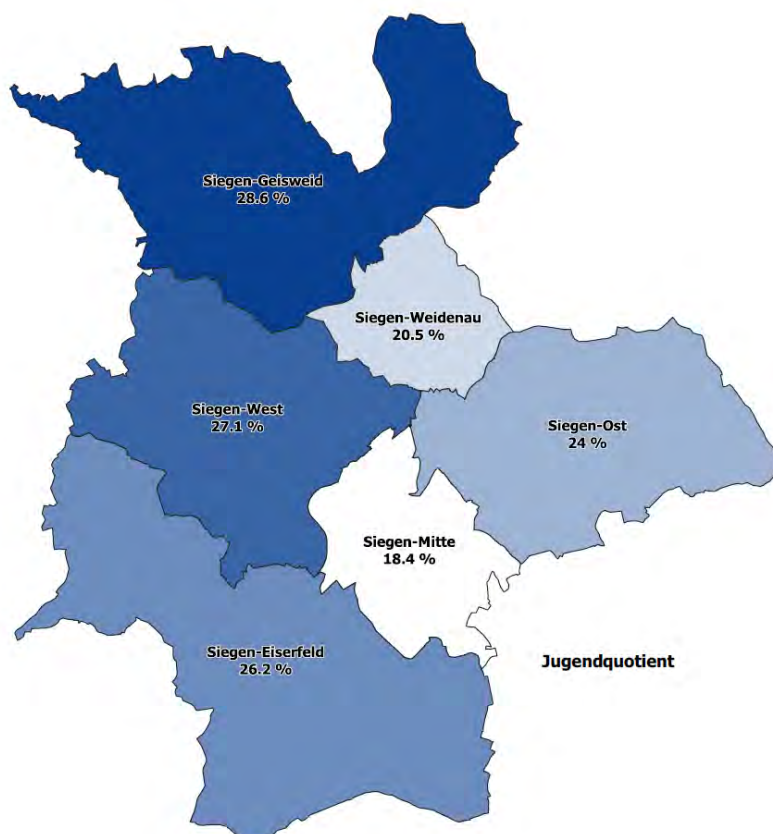 Siegen-Geisweid
28.6 %
Siegen-Weidenau
20.5 %
Siegen-West
27.1 %
Siegen-Ost
24 %
Siegen-Mitte
18.4 %
Siegen-Eiserfeld
26.2 %
Jugendquotient